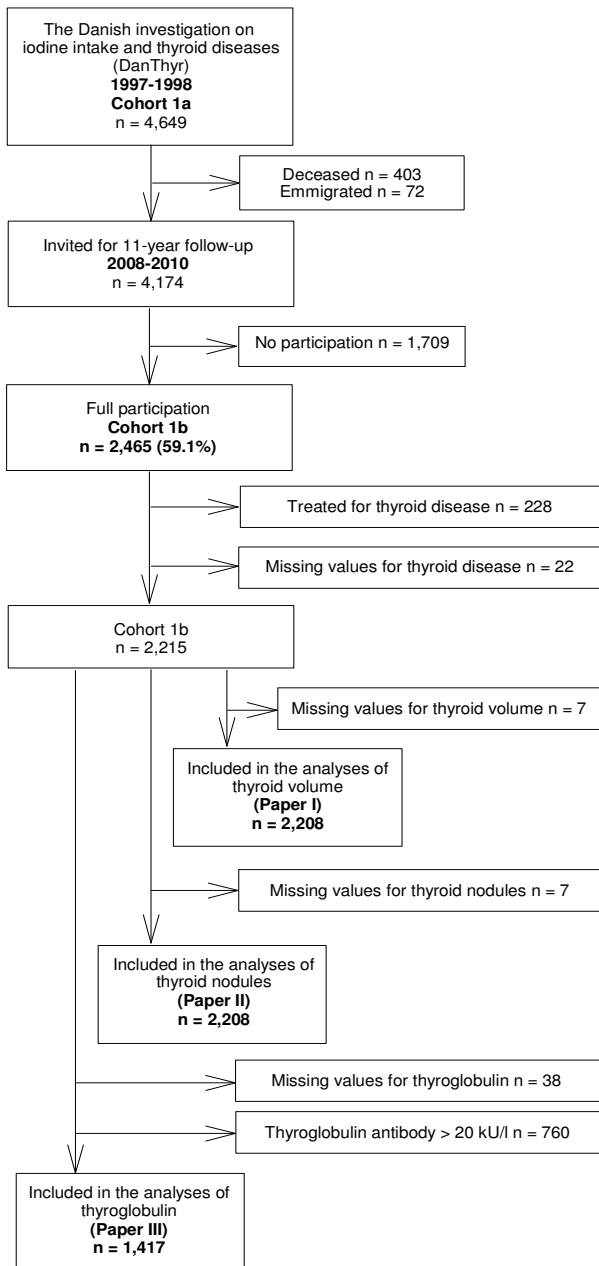 The Danish investigation on
iodine intake and thyroid diseases
(DanThyr)
1997-1998
Cohort 1a
n = 4,649
Deceased n = 403
Emmigrated n = 72
Invited for 11-year follow-up
2008-2010
n = 4,174
No participation n = 1,709
Full participation
Cohort 1b
n = 2,465 (59.1%)
Treated for thyroid disease n = 228
Missing values for thyroid disease n = 22
Cohort 1b
n = 2,215
Missing values for thyroid volume n = 7
Included in the analyses of
thyroid volume
(Paper I)
n = 2,208
Missing values for thyroid nodules n = 7
Included in the analyses of
thyroid nodules
(Paper II)
n = 2,208
Missing values for thyroglobulin n = 38
Thyroglobulin antibody > 20 kU/l n = 760
Included in the analyses of
thyroglobulin
(Paper III)
n = 1,417